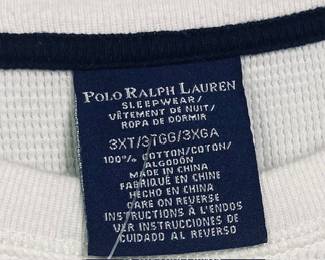 POLO RALPH LAUREN
SLEEPWEAR/
VÊTEMENT DE NUIT/
ROPA DE DORMIR
3XT/3TGG/3XGA
100% COTTON/COTON/
ALGODÓN
MADE IN CHINA
FABRIQUÉ EN CHINE
HECHO EN CHINA
CARE ON REVERSE
INSTRUCTIONS À L'ENDOS
VER INSTRUCCIONES DE
CUIDADO AL REVERSO